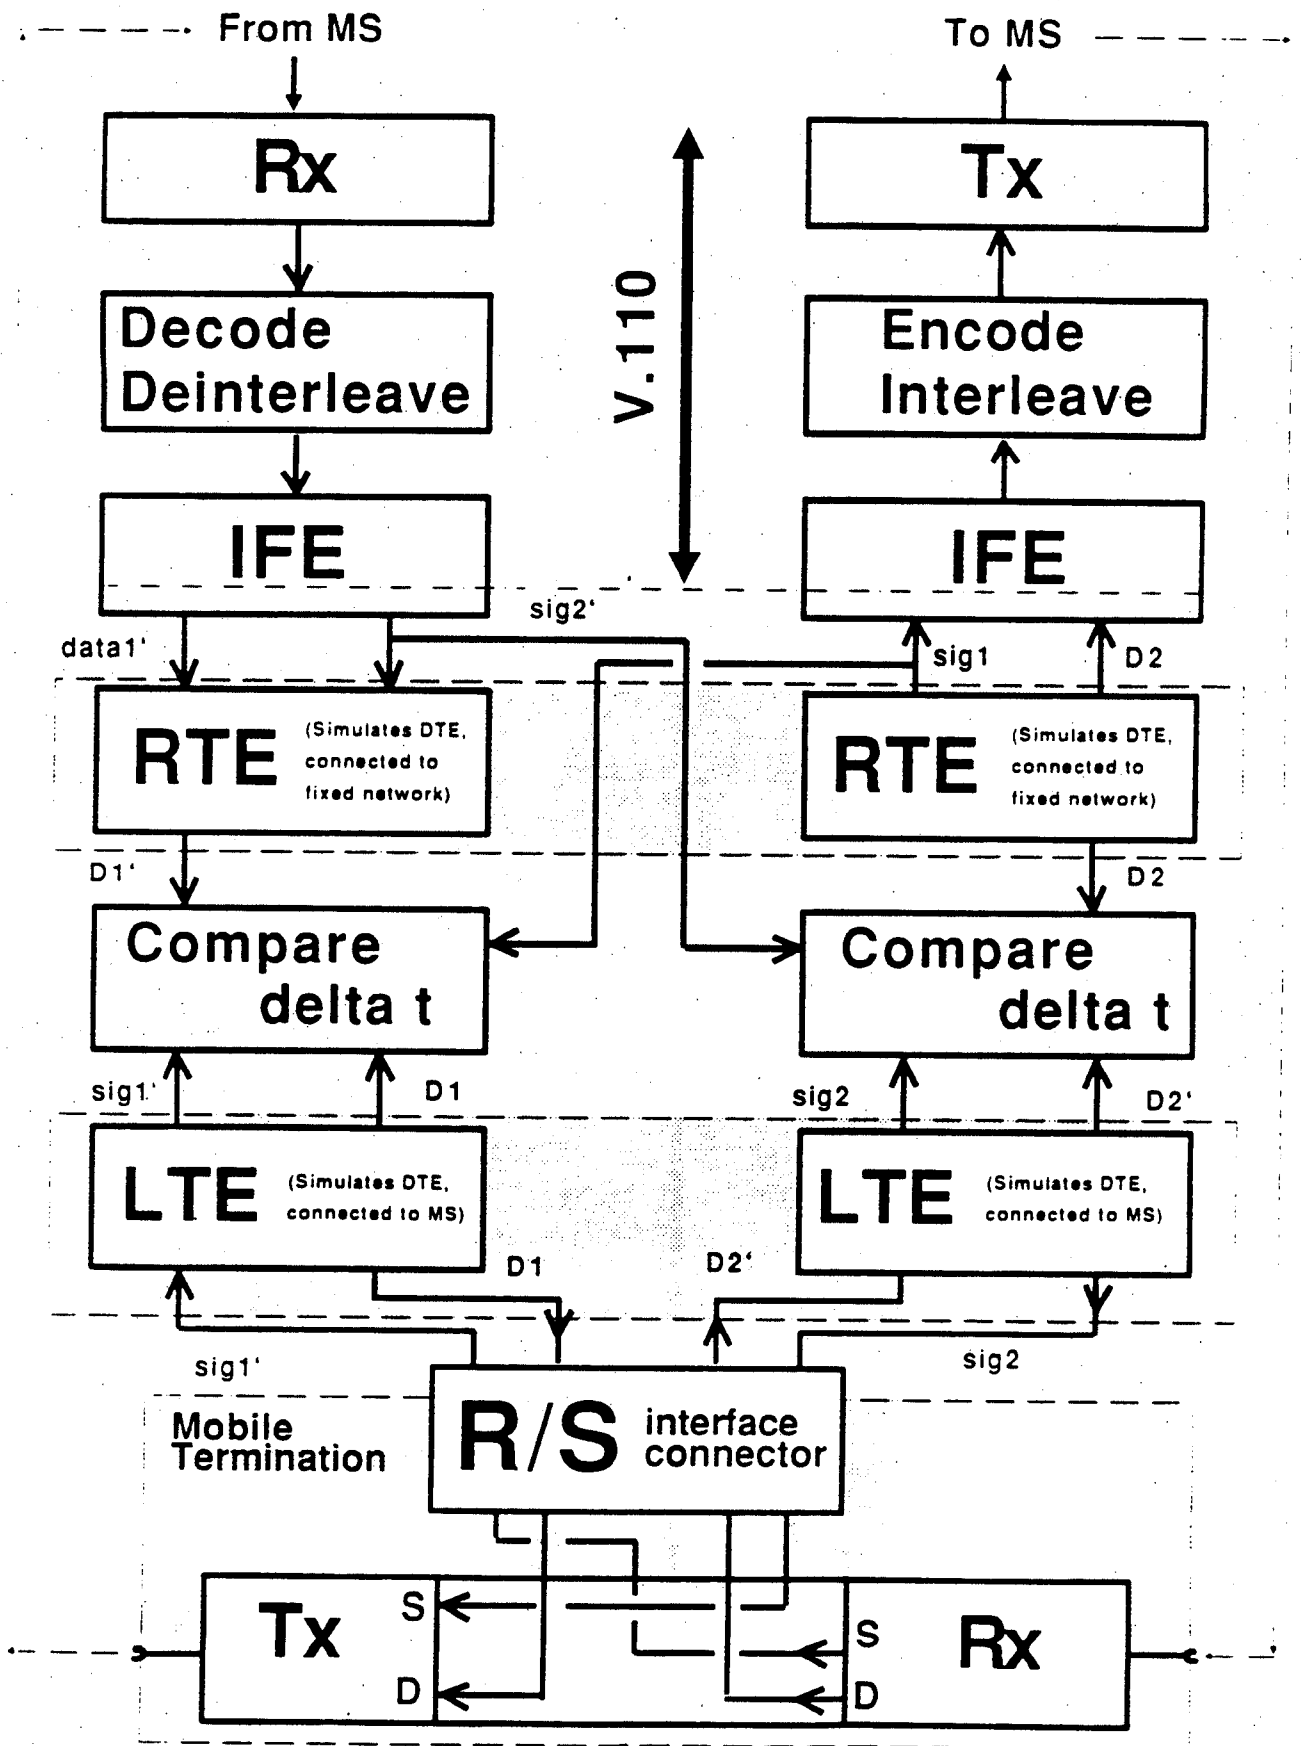 From MS
To MS
Rx
Tx
Decode
Deinterleave
V.110
Encode
Interleave
IFE
IFE
sig2'
data1'
sig1
D2
RTE
(Simulates DTE,
connected to
fixed network)
RTE
(Simulates DTE,
connected to
fixed network)
D1'
D2
Compare
delta t
Compare
delta t
sig1'
D1
sig2
D2'
LTE
(Simulates DTE,
connected to MS)
LTE
(Simulates DTE,
connected to MS)
D1
D2'
sig1'
sig2
Mobile
Termination
R/S
interface
connector
Tx
S
D
S
D
Rx